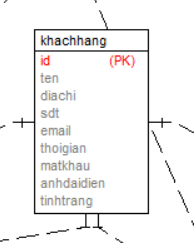 khachhang
id (PK)
ten
diachi
sdt
email
thoigian
matkhau
anhdaidien
tinhtrang